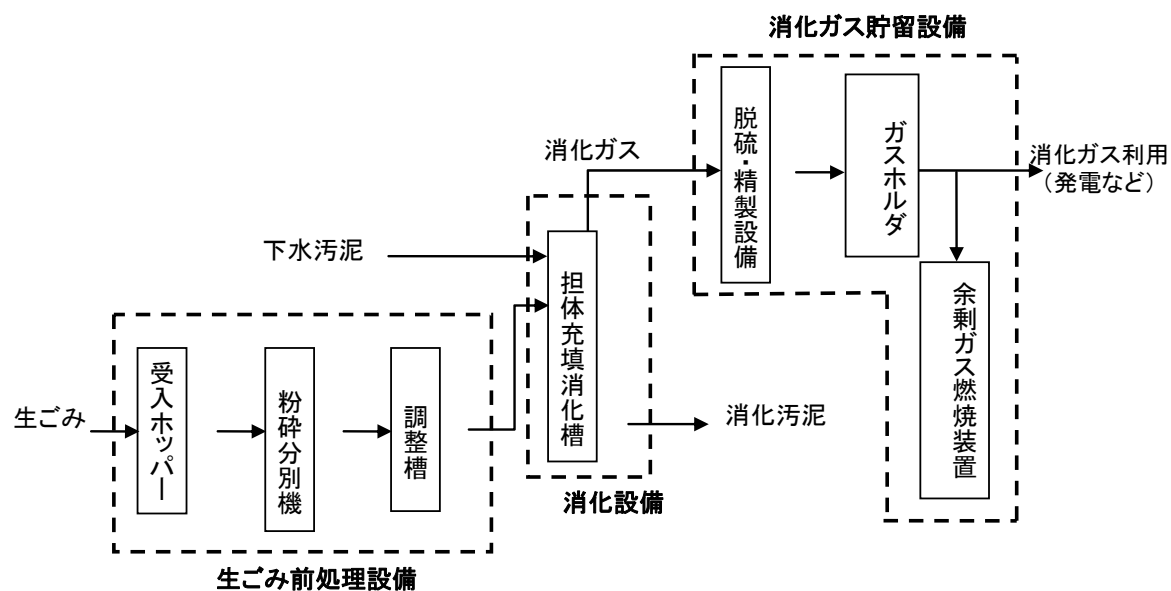 消化ガス貯留設備
脱硫・精製設備
ガスホルダ
消化ガス
消化ガス利用
(発電など)
下水汚泥
担体充填消化槽
余剰ガス燃焼装置
生ごみ
受入ホッパー
粉砕分別機
調整槽
消化汚泥
消化設備
生ごみ前処理設備